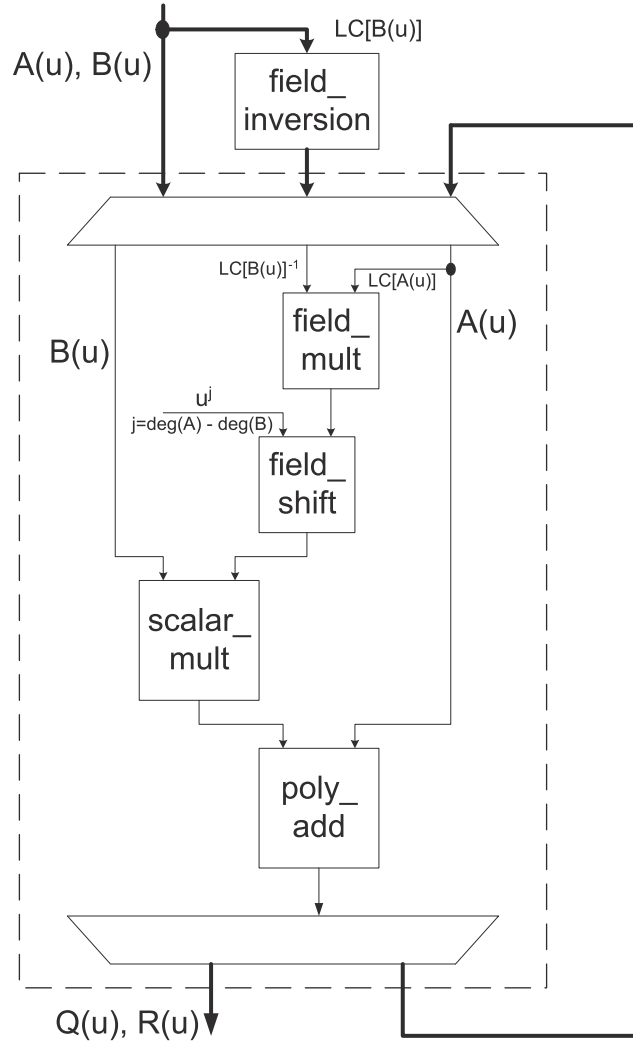 LC[B(u)]
A(u), B(u)
field_
inversion
LC[B(u)]⁻¹
LC[A(u)]
field_
mult
A(u)
B(u)
uʲ
j=deg(A) - deg(B)
field_
shift
scalar_
mult
poly_
add
Q(u), R(u)